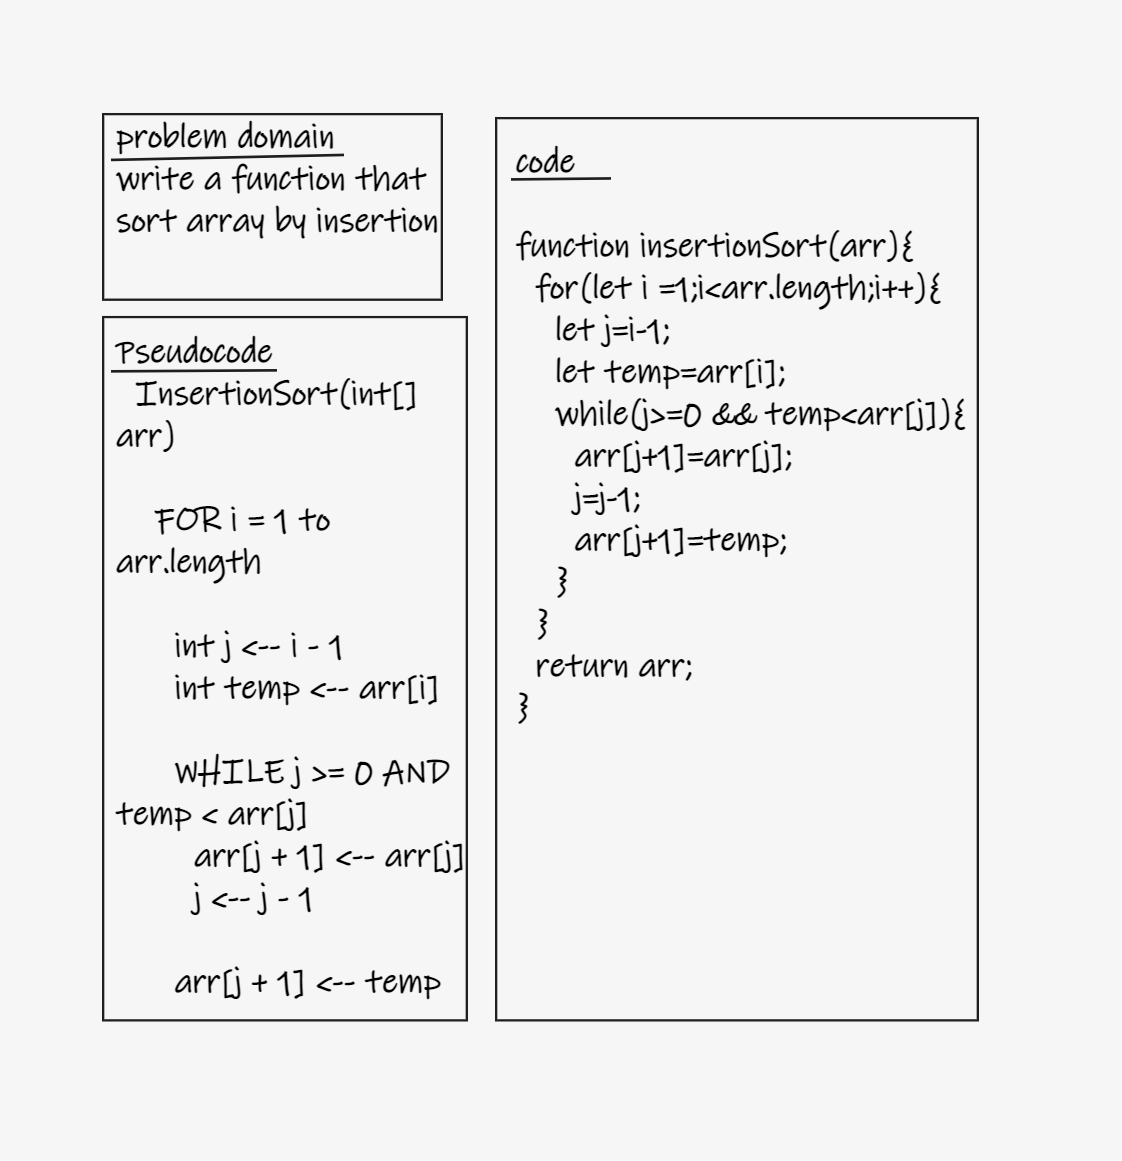 problem domain
write a function that
sort array by insertion
Pseudocode
InsertionSort(int[]
arr)
FOR i = 1 to
arr.length
int j <-- i - 1
int temp <-- arr[i]
WHILE j >= 0 AND
temp < arr[j]
arr[j + 1] <-- arr[j]
j <-- j - 1
arr[j + 1] <-- temp
code
function insertionSort(arr){
for(let i =1;i<arr.length;i++){
let j=i-1;
let temp=arr[i];
while(j>=0 && temp<arr[j]){
arr[j+1]=arr[j];
j=j-1;
arr[j+1]=temp;
}
}
return arr;
}